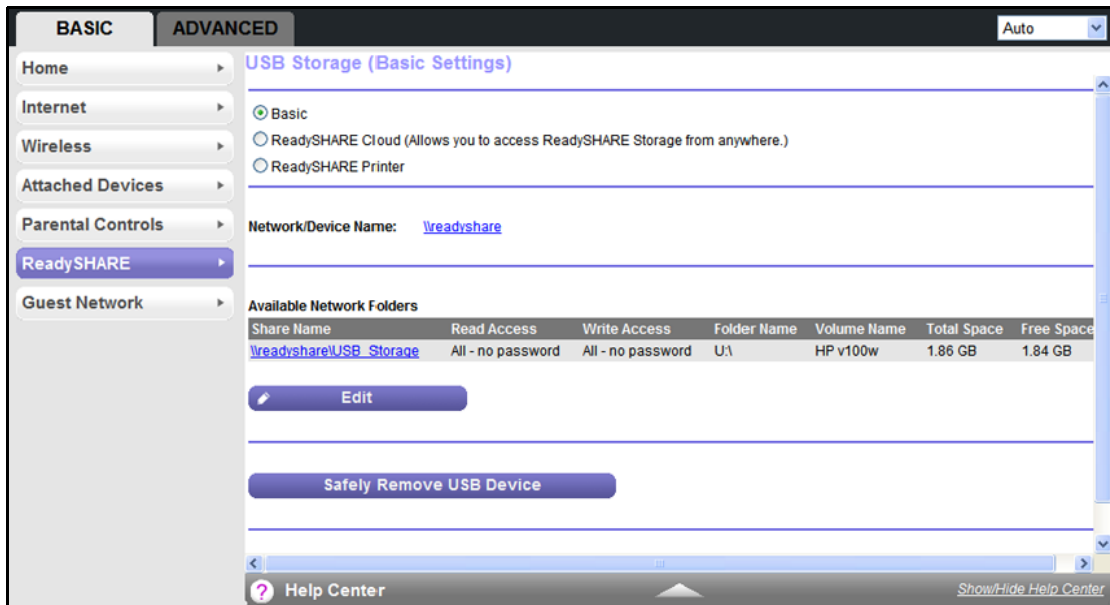 BASIC ADVANCED Auto
Home
Internet
Wireless
Attached Devices
Parental Controls
ReadySHARE
Guest Network
USB Storage (Basic Settings)
Basic
ReadySHARE Cloud (Allows you to access ReadySHARE Storage from anywhere.)
ReadySHARE Printer
Network/Device Name: \\readyshare
Available Network Folders
Share Name Read Access Write Access Folder Name Volume Name Total Space Free Space
\\readyshare\USB_Storage All - no password All - no password U:\ HP v100w 1.86 GB 1.84 GB
Edit
Safely Remove USB Device
? Help Center Show/Hide Help Center